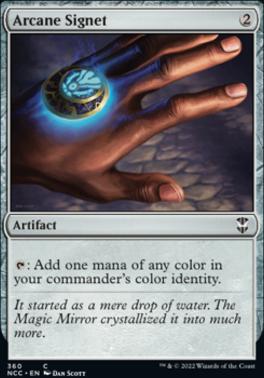 Arcane Signet 2
Artifact
: Add one mana of any color in
your commander's color identity.
It started as a mere drop of water. The
Magic Mirror crystallized it into much
more.
360 C
NCC • EN DAN SCOTT ™ & © 2022 Wizards of the Coast